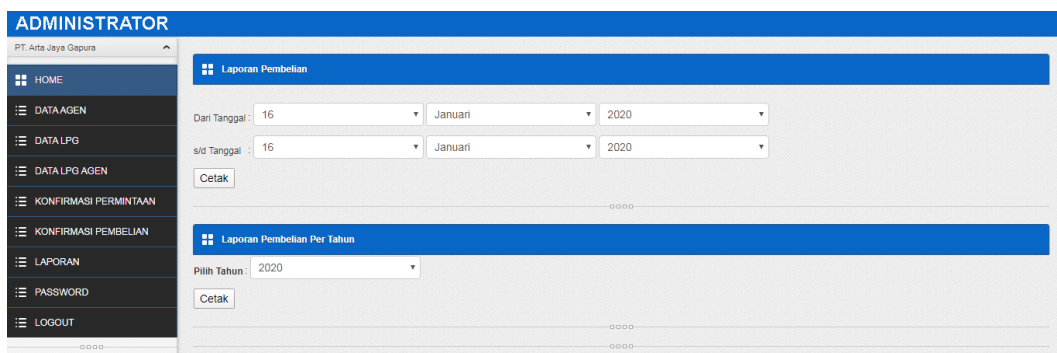 ADMINISTRATOR
PT. Arta Jaya Gapura
HOME
DATA AGEN
DATA LPG
DATA LPG AGEN
KONFIRMASI PERMINTAAN
KONFIRMASI PEMBELIAN
LAPORAN
PASSWORD
LOGOUT
Laporan Pembelian
Dari Tanggal : 16 Januari 2020
s/d Tanggal : 16 Januari 2020
Cetak
Laporan Pembelian Per Tahun
Pilih Tahun : 2020
Cetak